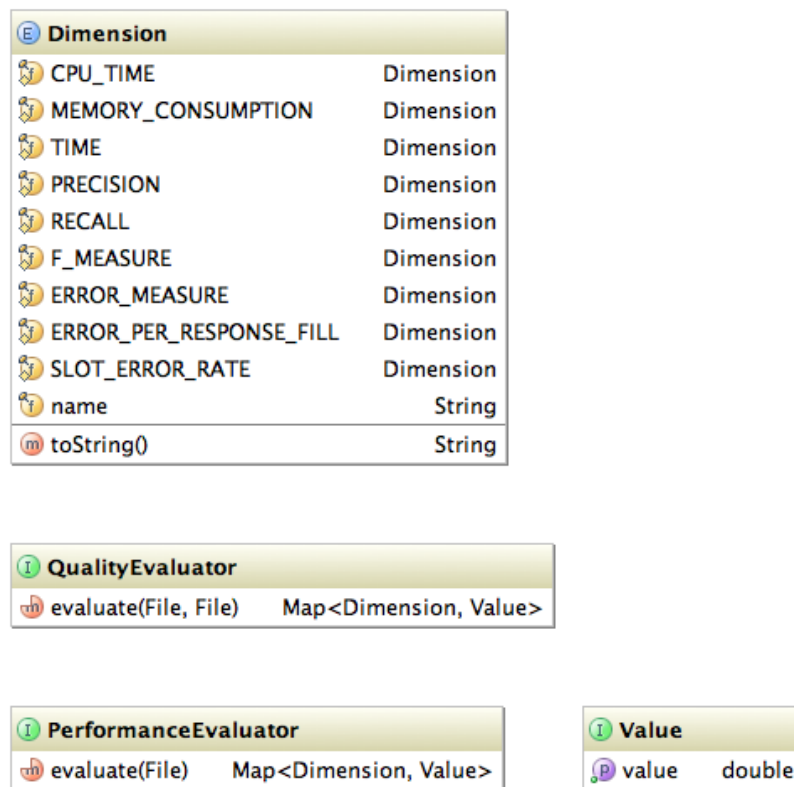 E Dimension
f CPU_TIME Dimension
f MEMORY_CONSUMPTION Dimension
f TIME Dimension
f PRECISION Dimension
f RECALL Dimension
f F_MEASURE Dimension
f ERROR_MEASURE Dimension
f ERROR_PER_RESPONSE_FILL Dimension
f SLOT_ERROR_RATE Dimension
f name String
m toString() String
I QualityEvaluator
m evaluate(File, File) Map<Dimension, Value>
I PerformanceEvaluator
m evaluate(File) Map<Dimension, Value>
I Value
P value double